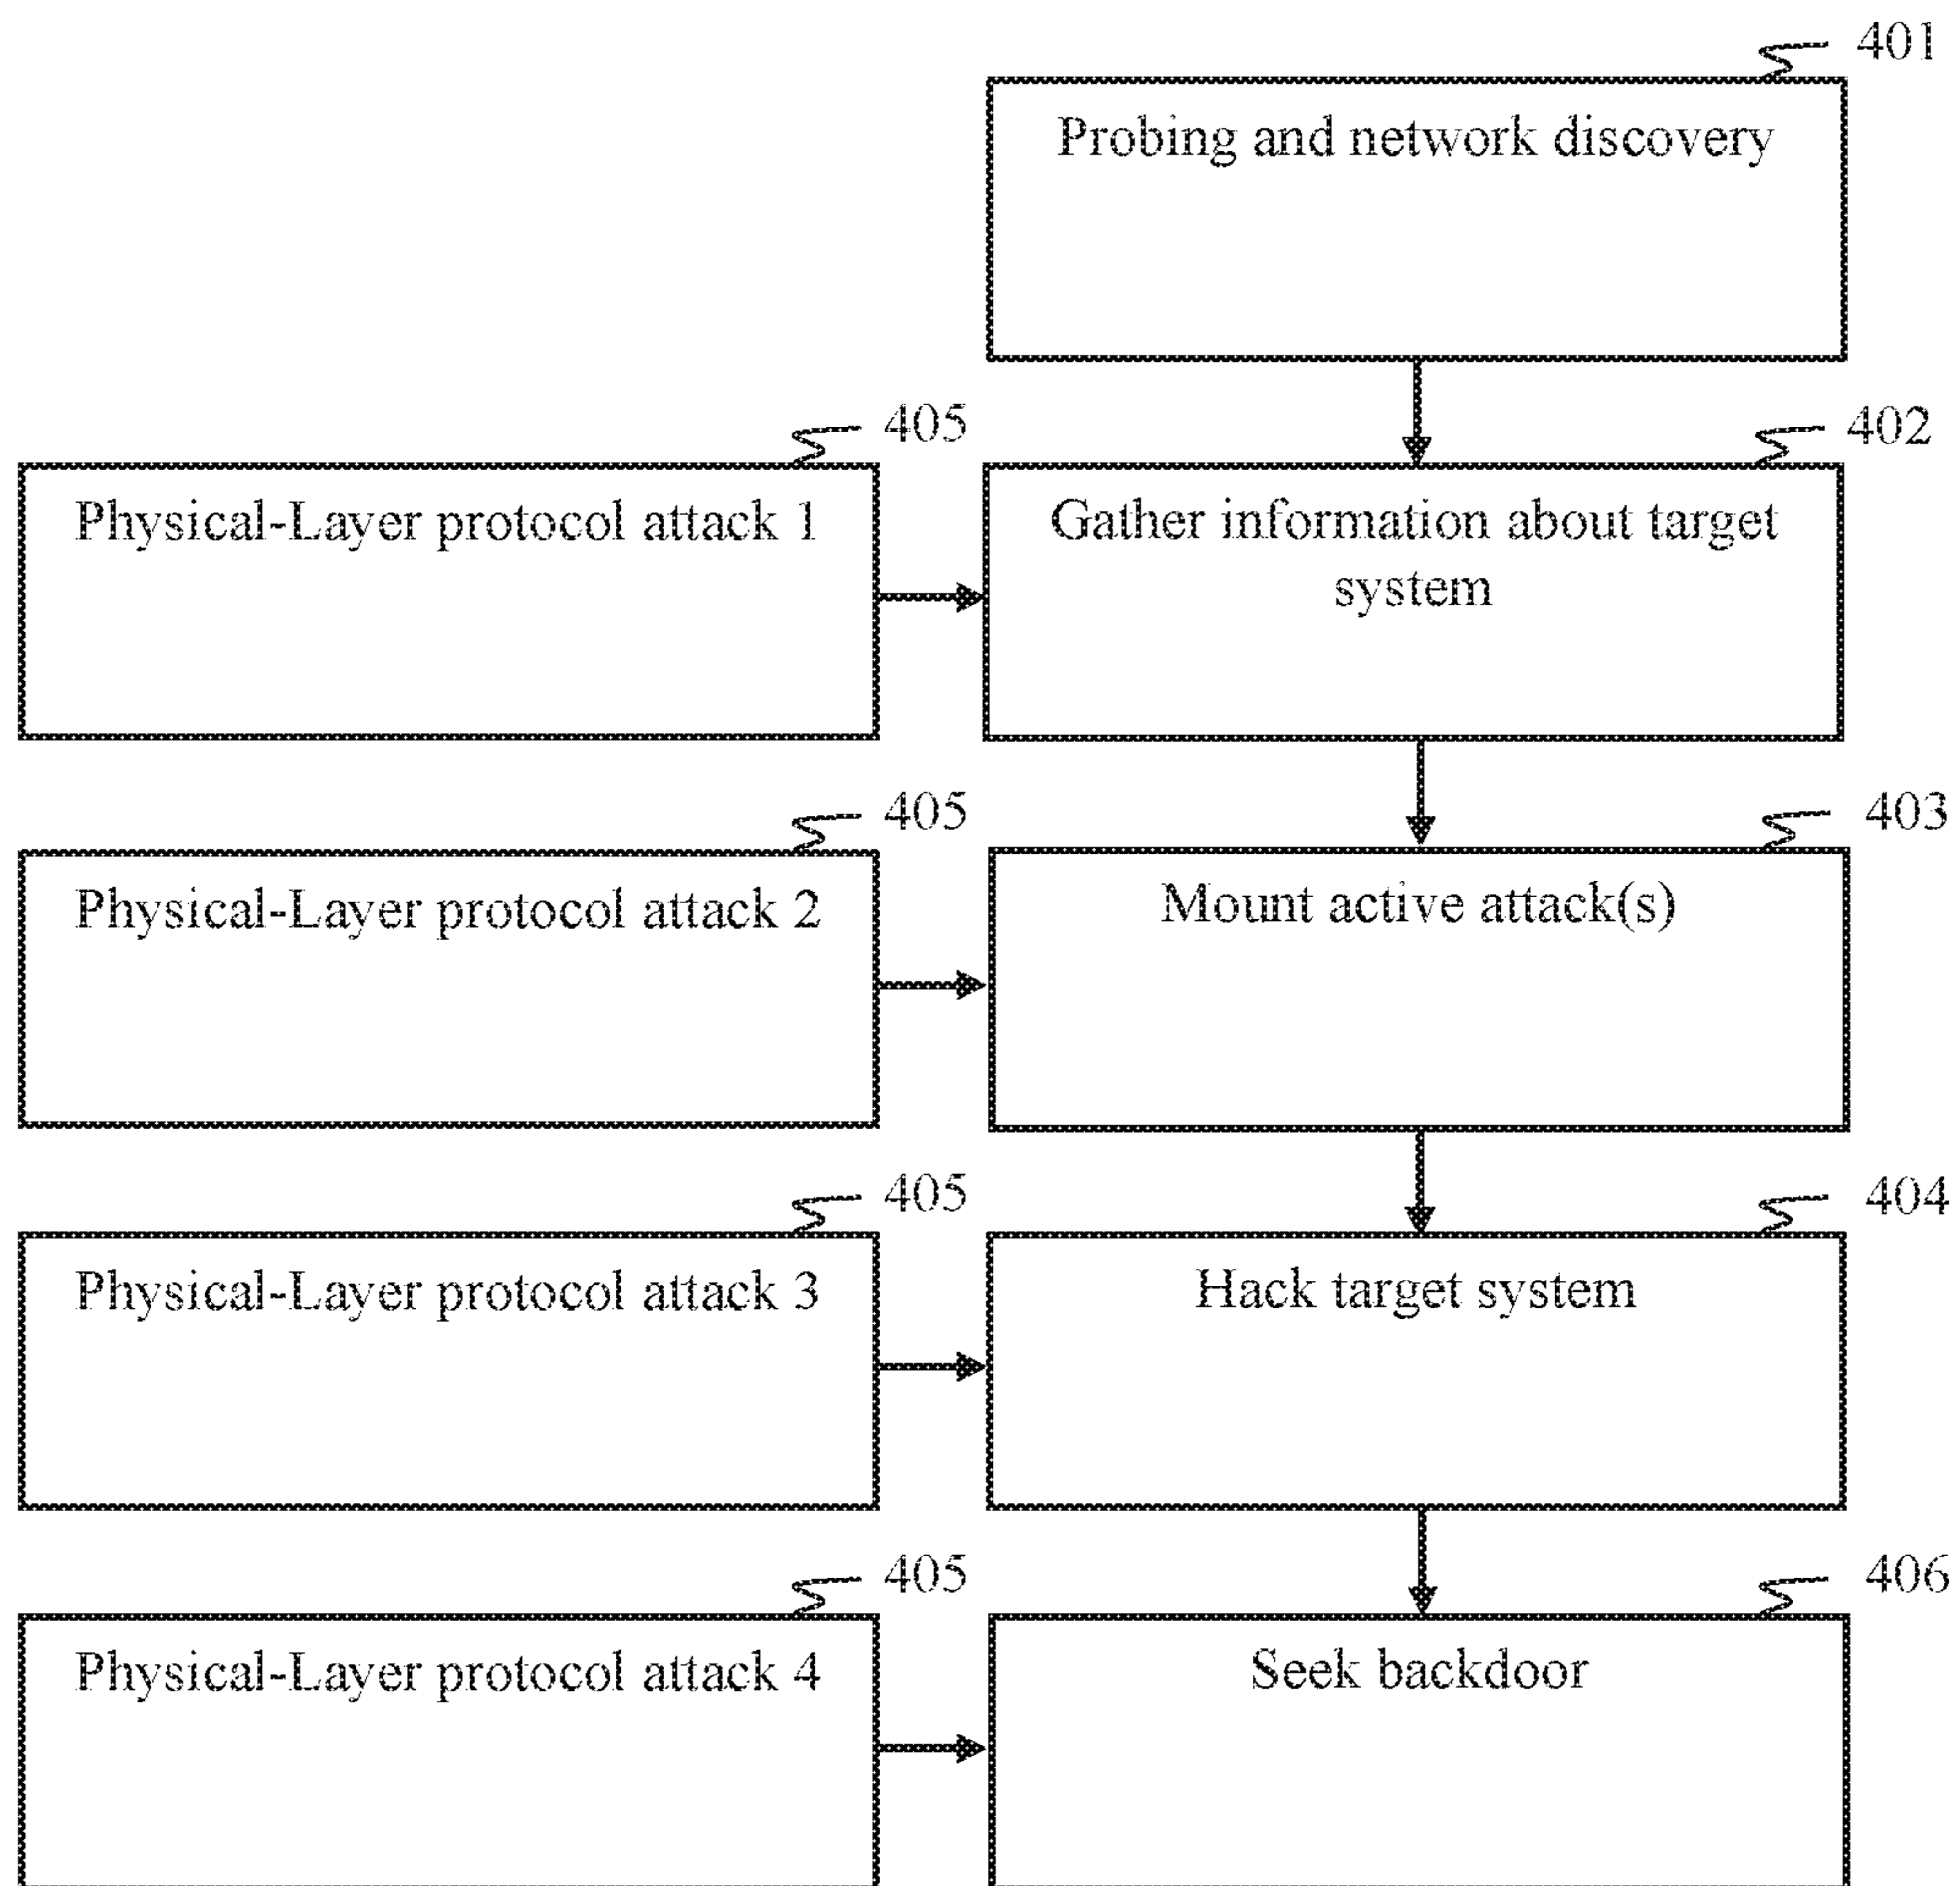 401
Probing and network discovery
405
402
Physical-Layer protocol attack 1
Gather information about target
system
405
403
Physical-Layer protocol attack 2
Mount active attack(s)
405
404
Physical-Layer protocol attack 3
Hack target system
405
406
Physical-Layer protocol attack 4
Seek backdoor